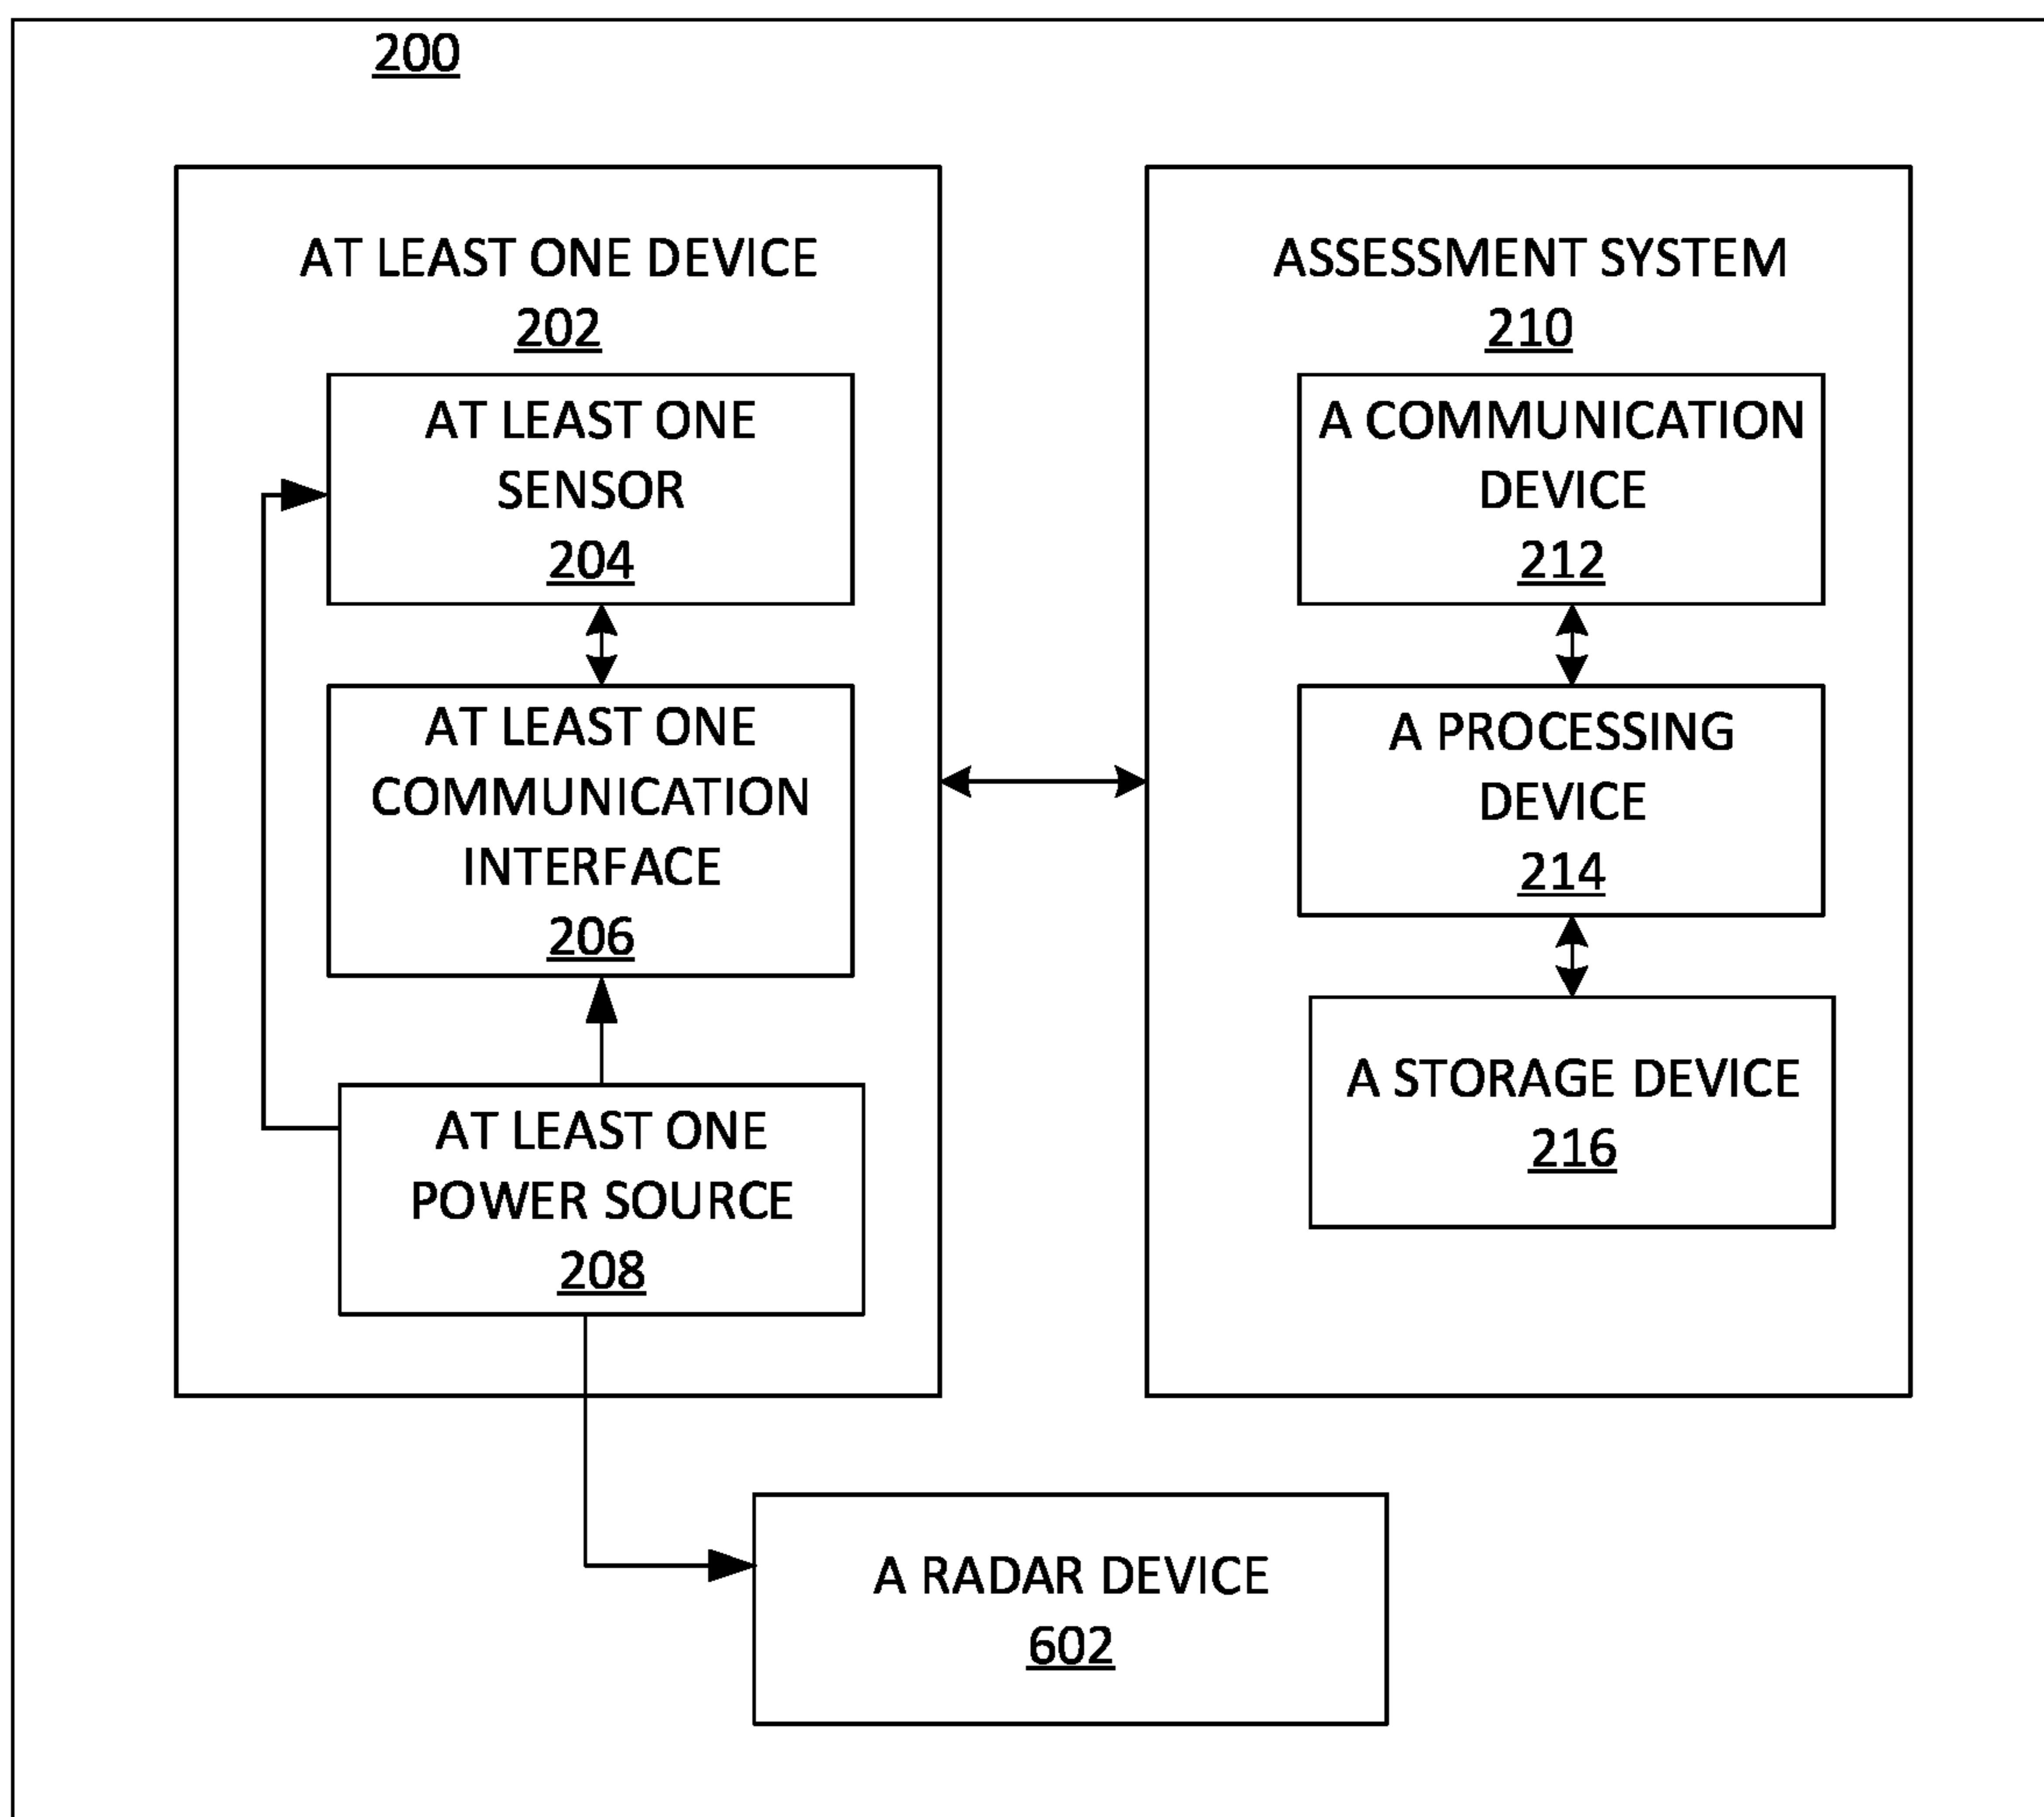 200
AT LEAST ONE DEVICE
202
AT LEAST ONE
SENSOR
204
AT LEAST ONE
COMMUNICATION
INTERFACE
206
AT LEAST ONE
POWER SOURCE
208
ASSESSMENT SYSTEM
210
A COMMUNICATION
DEVICE
212
A PROCESSING
DEVICE
214
A STORAGE DEVICE
216
A RADAR DEVICE
602